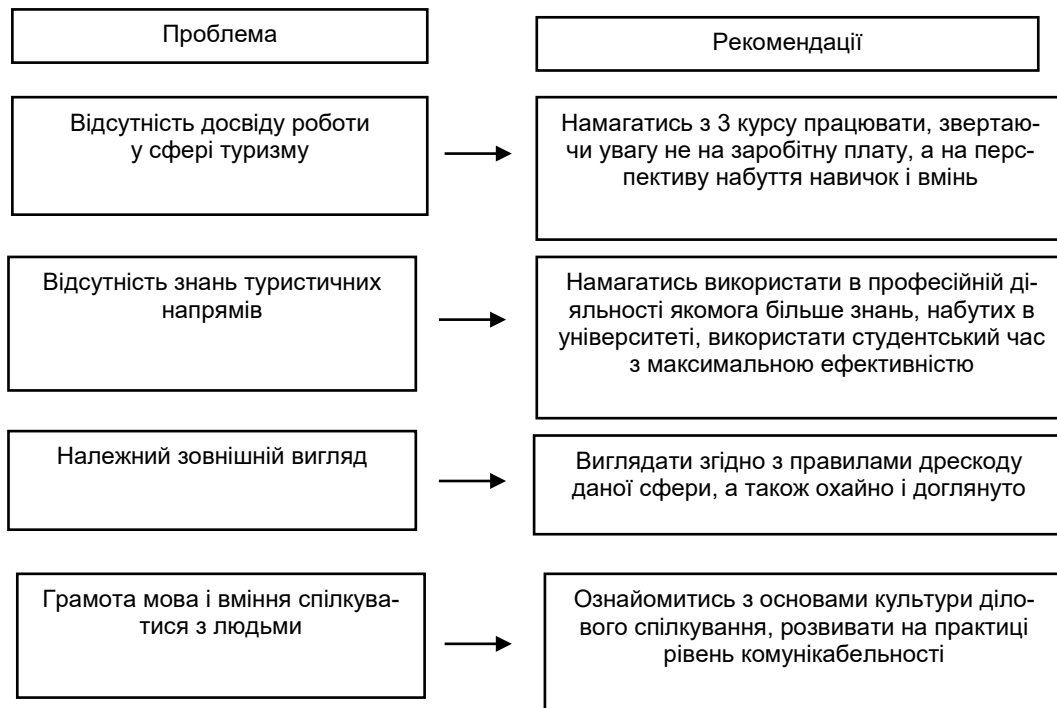 Проблема
Рекомендації
Відсутність досвіду роботи
у сфері туризму
Намагатись з 3 курсу працювати, звертаю-
чи увагу не на заробітну плату, а на перс-
пективу набуття навичок і вмінь
Відсутність знань туристичних
напрямів
Намагатись використати в професійній ді-
яльності якомога більше знань, набутих в
університеті, використати студентський час
з максимальною ефективністю
Належний зовнішній вигляд
Виглядати згідно з правилами дрескоду
даної сфери, а також охайно і доглянуто
Грамота мова і вміння спілкува-
тися з людьми
Ознайомитись з основами культури діло-
вого спілкування, розвивати на практиці
рівень комунікабельності